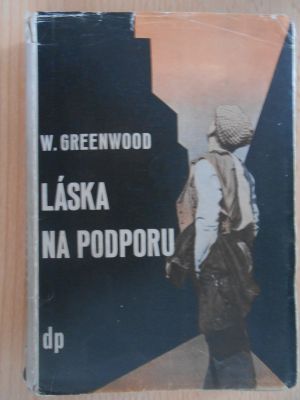 W. GREENWOOD
LÁSKA
NA PODPORU
dp